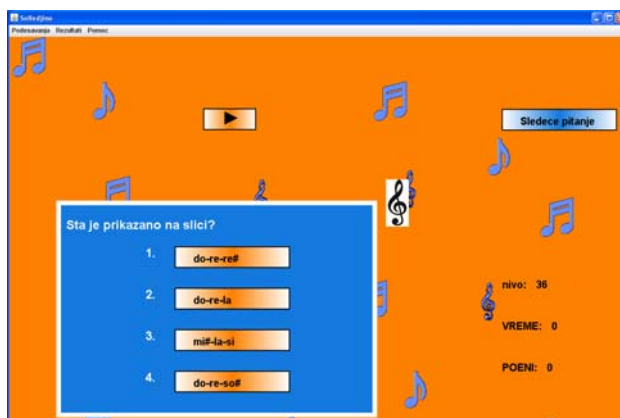 Solfedjino
Podesavanja Rezultati Pomoc
Sledece pitanje
Sta je prikazano na slici?
1. do-re-re#
2. do-re-la
3. mi#-la-si
4. do-re-so#
nivo: 36
VREME: 0
POENI: 0